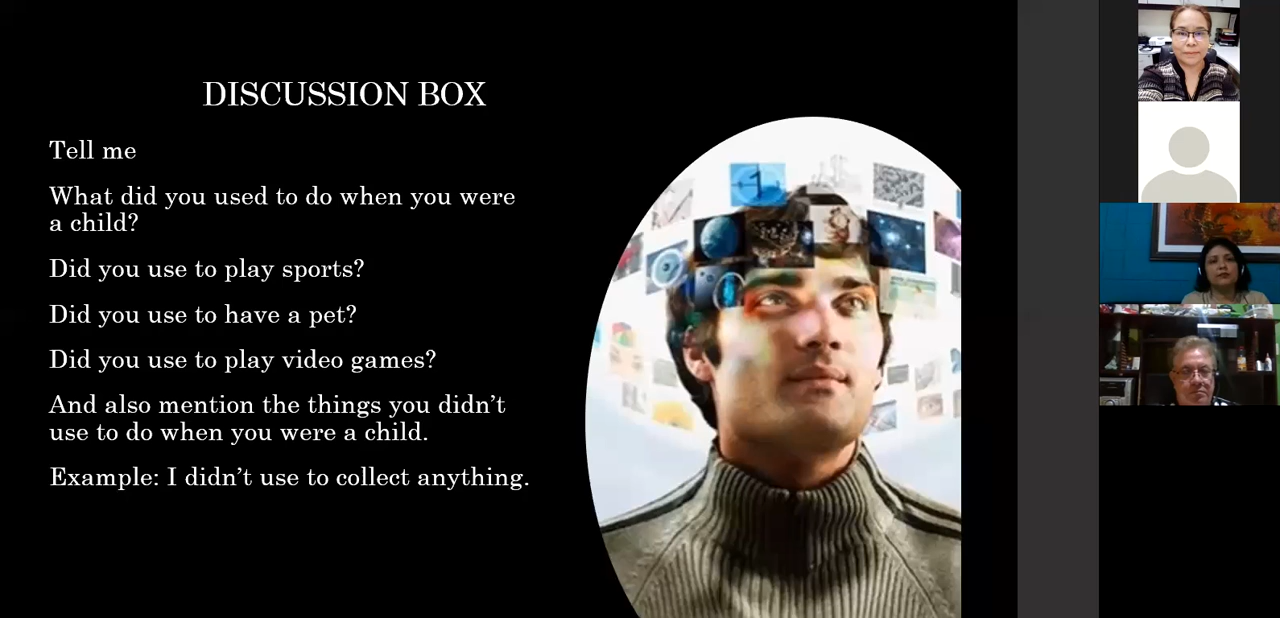 DISCUSSION BOX
Tell me
What did you used to do when you were
a child?
Did you use to play sports?
Did you use to have a pet?
Did you use to play video games?
And also mention the things you didn't
use to do when you were a child.
Example: I didn't use to collect anything.